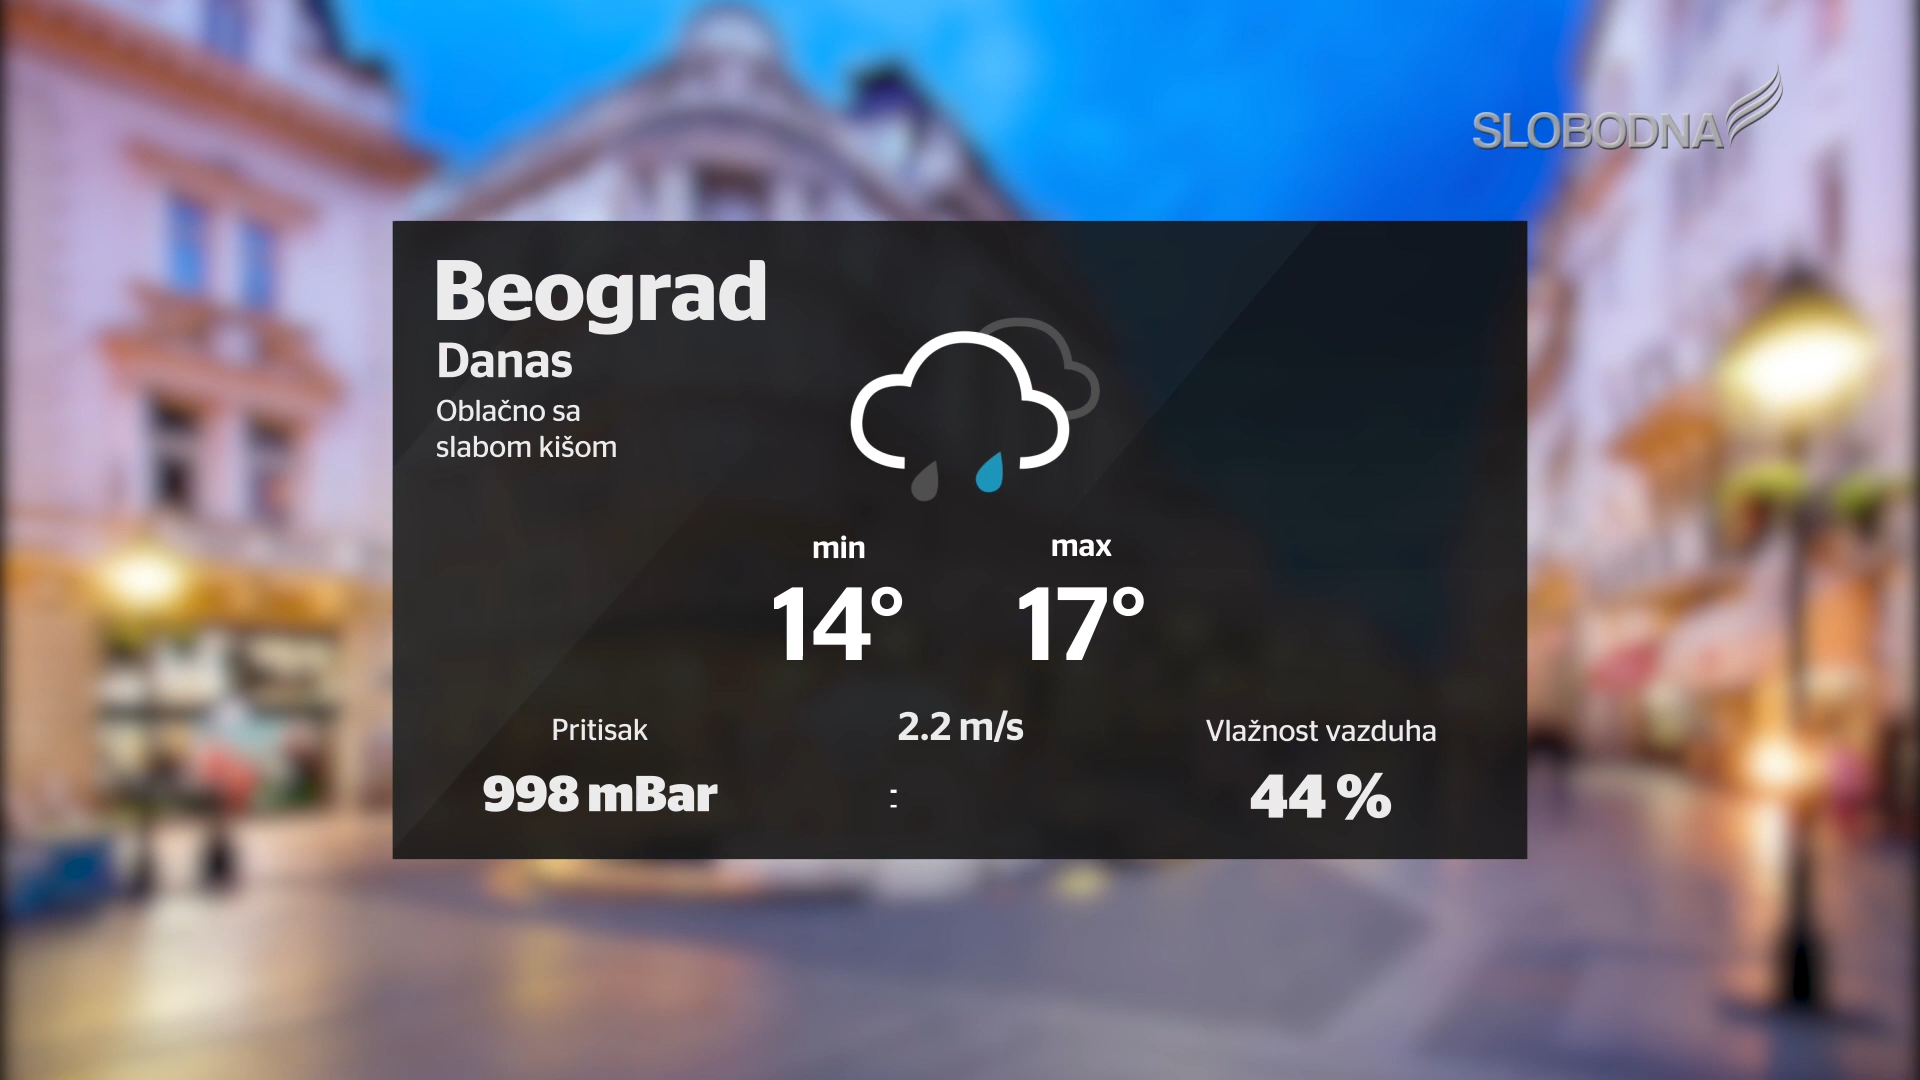 SLOBODNA
Beograd
Danas
Oblačno sa
slabom kišom
min
max
14°
17°
Pritisak
2.2 m/s
Vlažnost vazduha
998 mBar
:
44 %